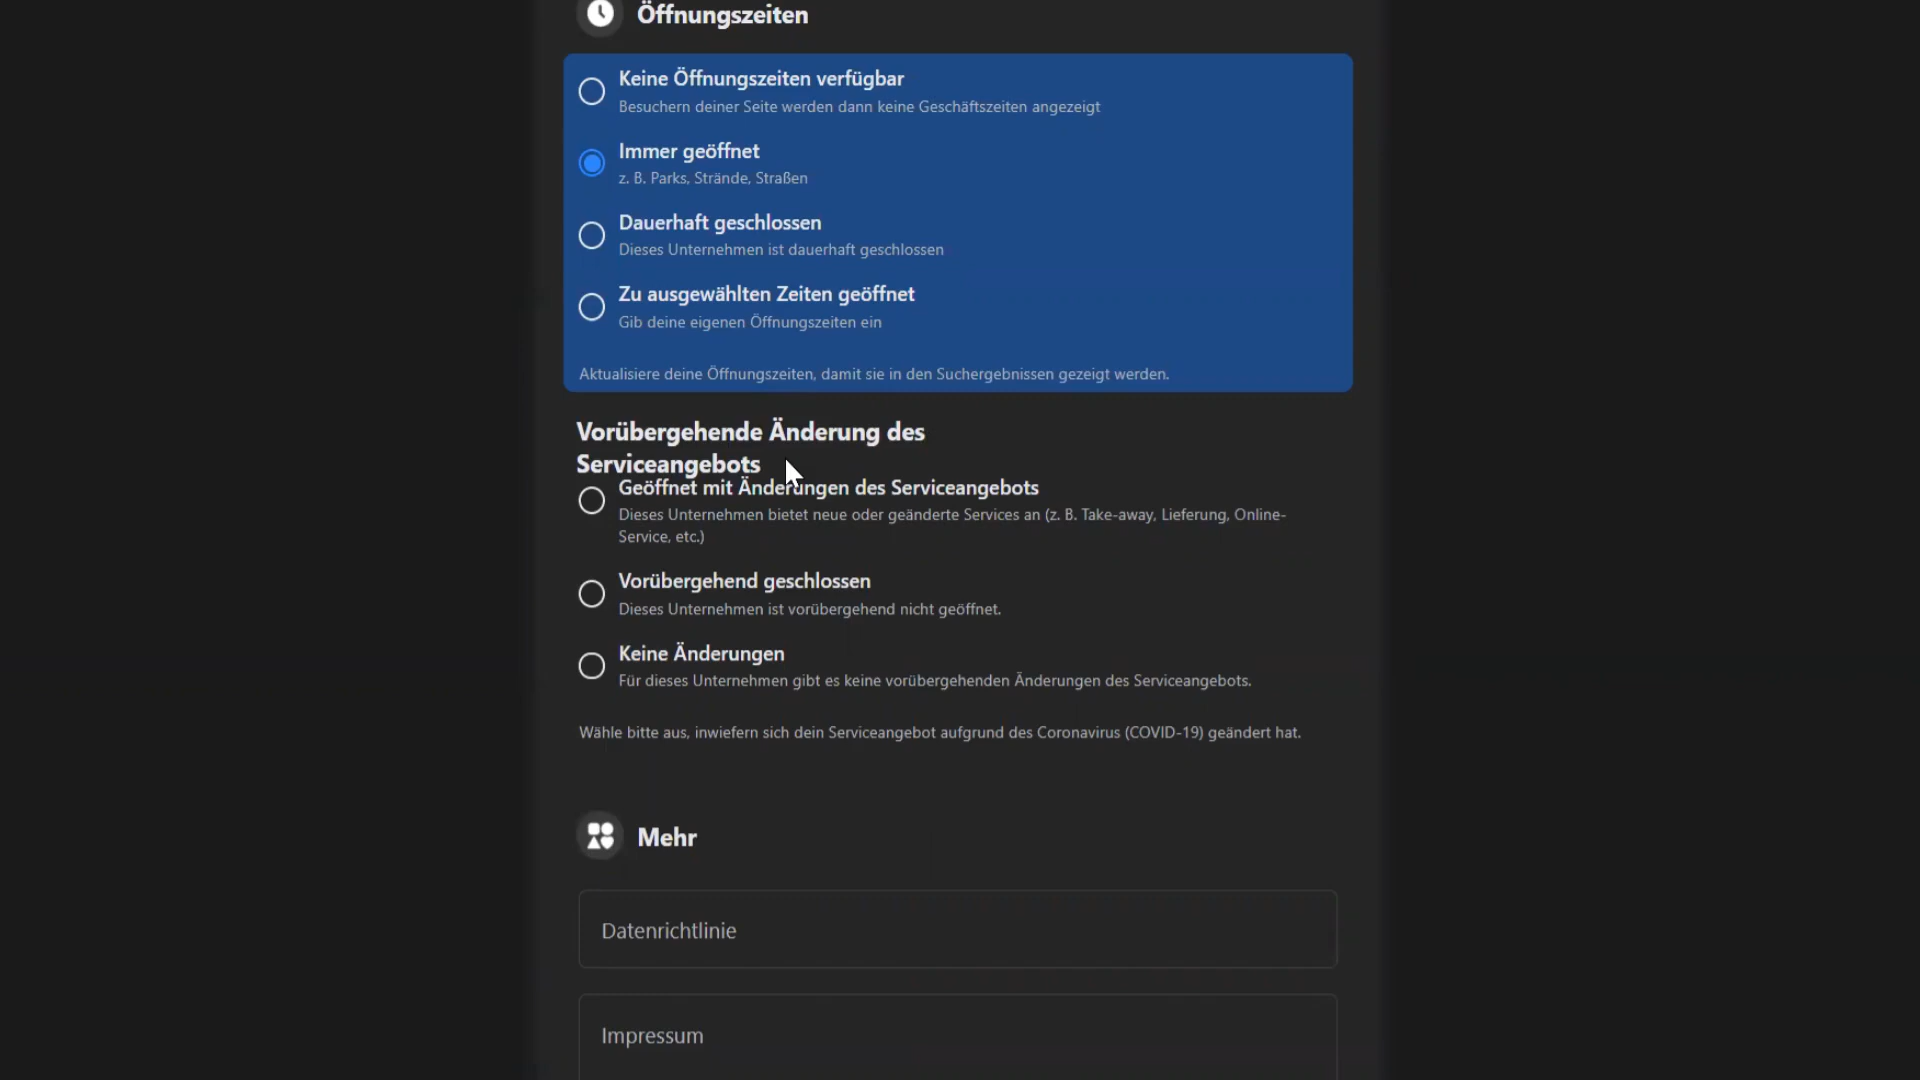 Öffnungszeiten
Keine Öffnungszeiten verfügbar
Besuchern deiner Seite werden dann keine Geschäftszeiten angezeigt
Immer geöffnet
z. B. Parks, Strände, Straßen
Dauerhaft geschlossen
Dieses Unternehmen ist dauerhaft geschlossen
Zu ausgewählten Zeiten geöffnet
Gib deine eigenen Öffnungszeiten ein
Aktualisiere deine Öffnungszeiten, damit sie in den Suchergebnissen gezeigt werden.
Vorübergehende Änderung des
Serviceangebots
Geöffnet mit Änderungen des Serviceangebots
Dieses Unternehmen bietet neue oder geänderte Services an (z. B. Take-away, Lieferung, Online-
Service, etc.)
Vorübergehend geschlossen
Dieses Unternehmen ist vorübergehend nicht geöffnet.
Keine Änderungen
Für dieses Unternehmen gibt es keine vorübergehenden Änderungen des Serviceangebots.
Wähle bitte aus, inwiefern sich dein Serviceangebot aufgrund des Coronavirus (COVID-19) geändert hat.
Mehr
Datenrichtlinie
Impressum